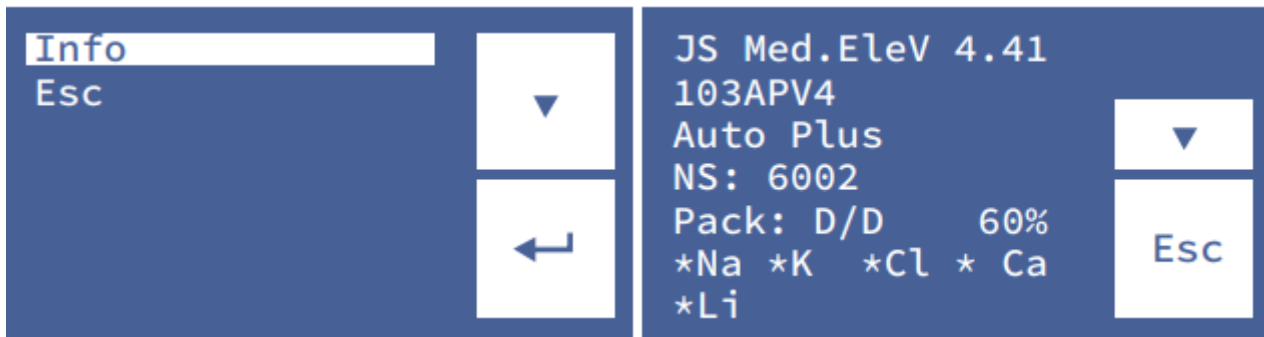 Info
Esc
▼
↵
JS Med.EleV 4.41
103APV4
Auto Plus
NS: 6002
Pack: D/D    60%
*Na *K  *Cl * Ca
*Li
▼
Esc